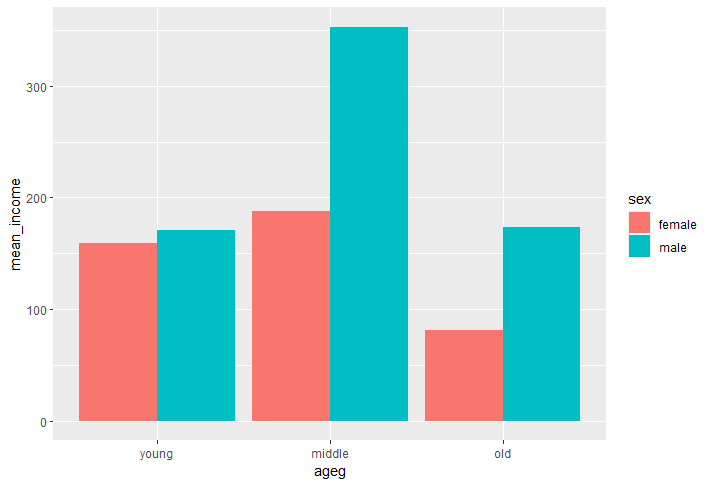 mean_income
300
200
100
0
young
middle
old
ageg
sex
female
male